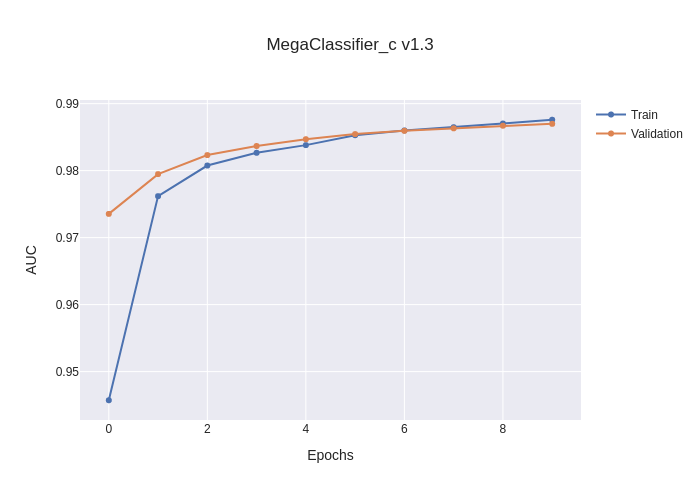 MegaClassifier_c v1.3
0.99
0.98
0.97
0.96
0.95
AUC
0 2 4 6 8
Epochs
Train
Validation